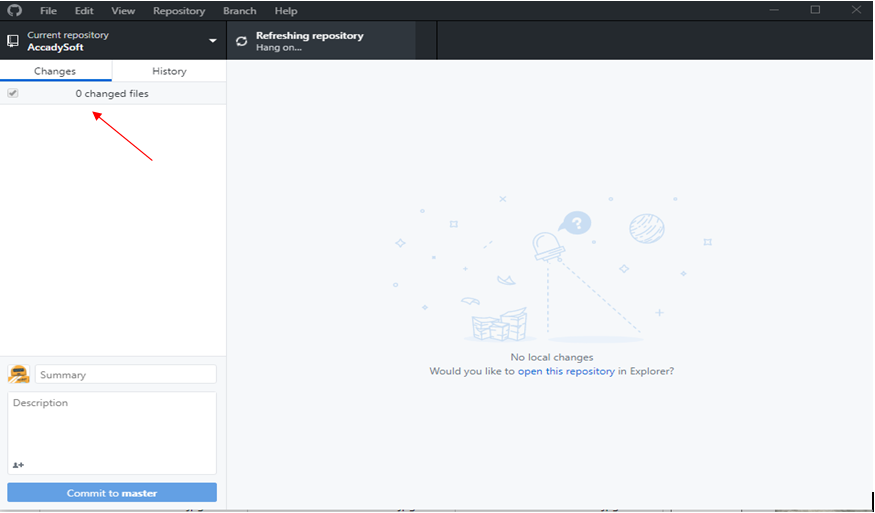 File Edit View Repository Branch Help
Current repository
AccadySoft
Refreshing repository
Hang on...
Changes History
0 changed files
?
No local changes
Would you like to open this repository in Explorer?
Summary
Description
Commit to master